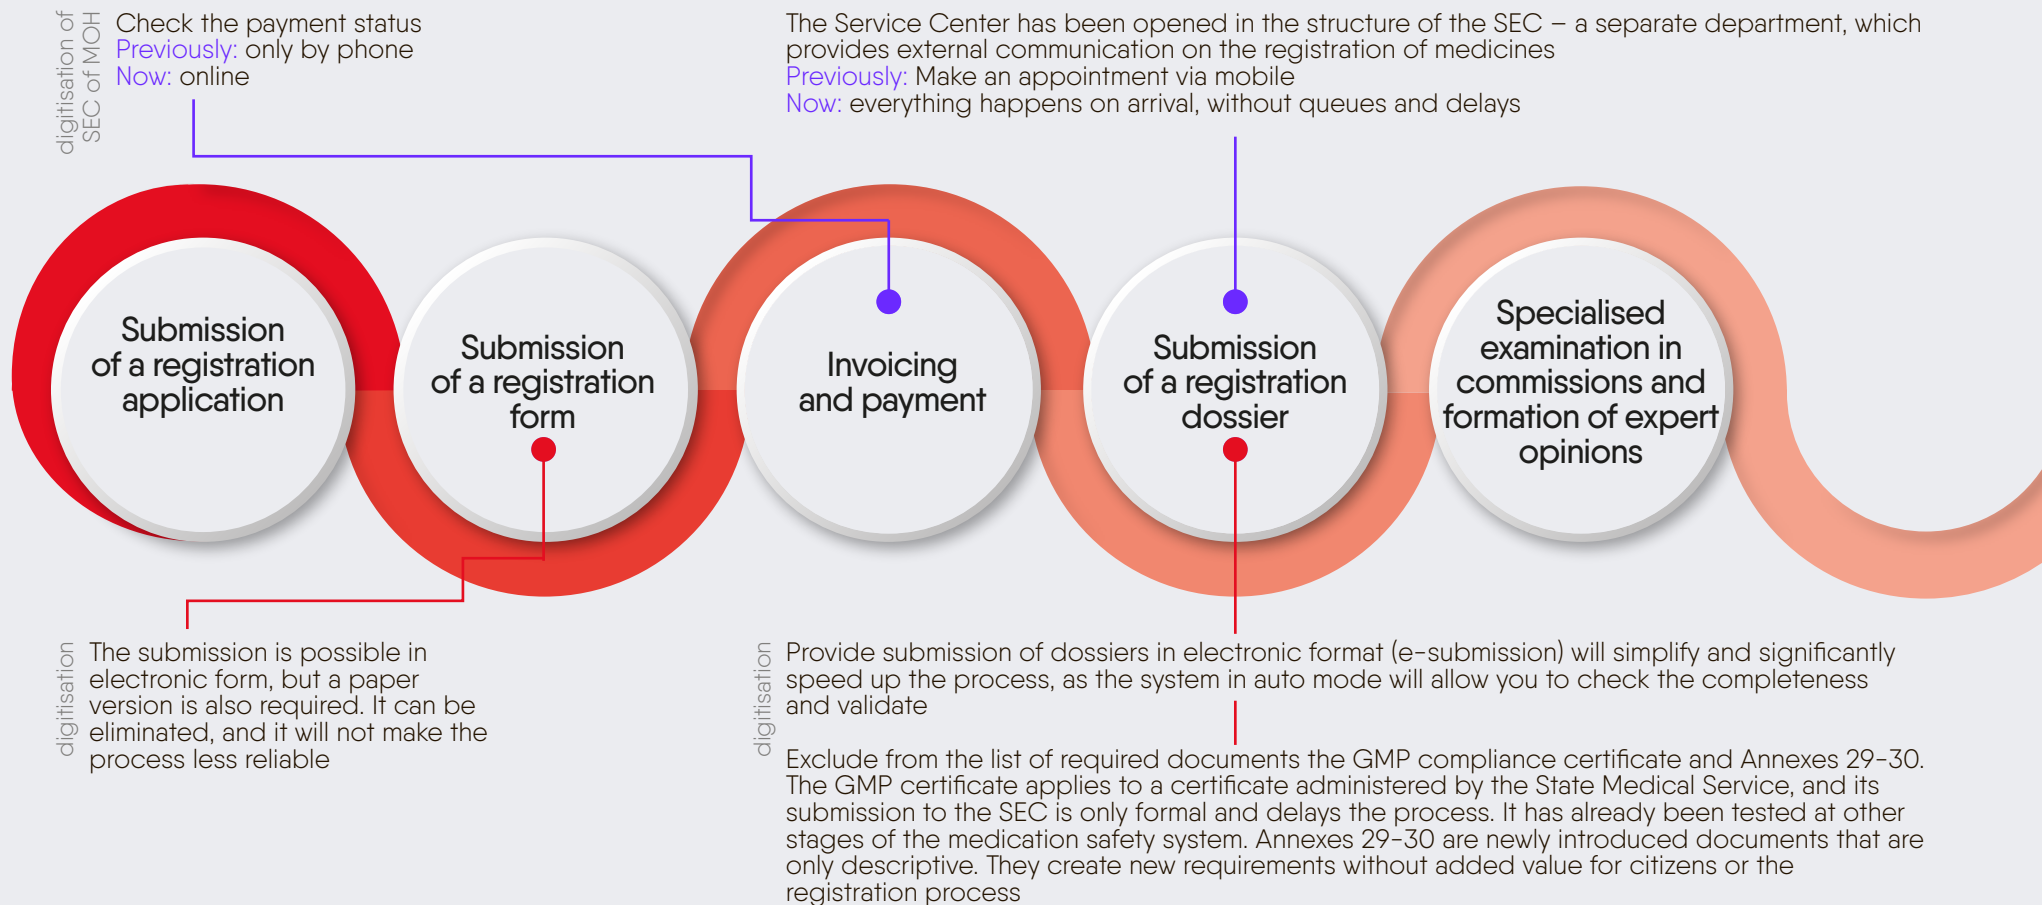 digitisation of
SEC of MOH
Check the payment status
Previously: only by phone
Now: online
The Service Center has been opened in the structure of the SEC – a separate department, which
provides external communication on the registration of medicines
Previously: Make an appointment via mobile
Now: everything happens on arrival, without queues and delays
Submission
of a registration
application
Submission
of a registration
form
Invoicing
and payment
Submission
of a registration
dossier
Specialised
examination in
commissions and
formation of expert
opinions
digitisation
The submission is possible in
electronic form, but a paper
version is also required. It can be
eliminated, and it will not make the
process less reliable
digitisation
Provide submission of dossiers in electronic format (e-submission) will simplify and significantly
speed up the process, as the system in auto mode will allow you to check the completeness
and validate
Exclude from the list of required documents the GMP compliance certificate and Annexes 29-30.
The GMP certificate applies to a certificate administered by the State Medical Service, and its
submission to the SEC is only formal and delays the process. It has already been tested at other
stages of the medication safety system. Annexes 29-30 are newly introduced documents that are
only descriptive. They create new requirements without added value for citizens or the
registration process